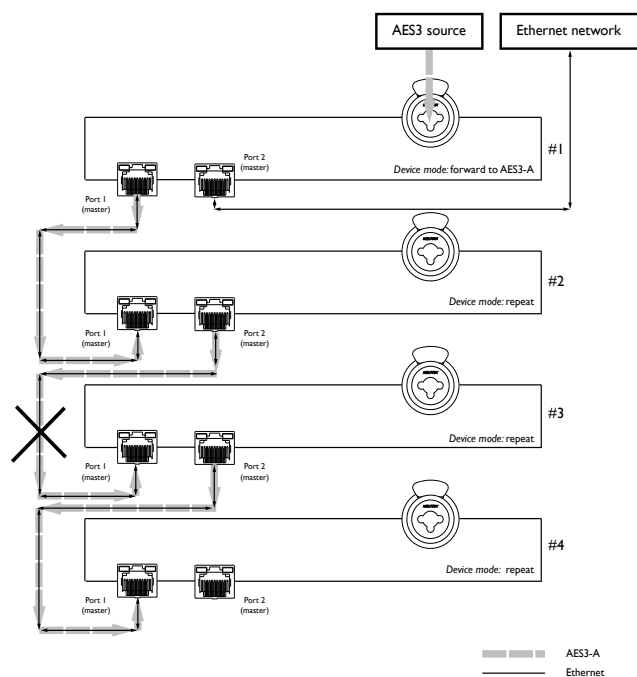 AES3 source
Ethernet network
#1
Port 2
(master)
Device mode: forward to AES3-A
Port 1
(master)
#2
Device mode: repeat
Port 1
(master)
Port 2
(master)
#3
Device mode: repeat
Port 1
(master)
Port 2
(master)
#4
Device mode: repeat
Port 1
(master)
Port 2
(master)
AES3-A
Ethernet